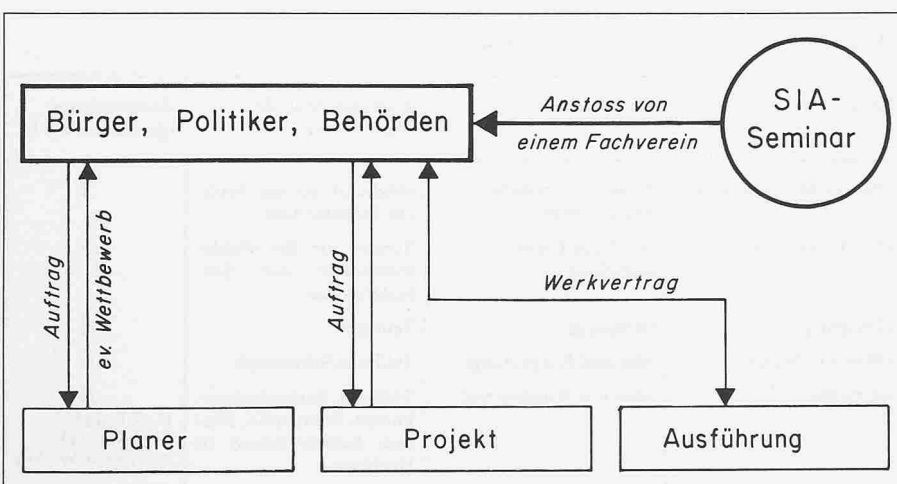 Bürger, Politiker, Behörden
Anstoss von
einem Fachverein
SIA-
Seminar
Auftrag
ev. Wettbewerb
Auftrag
Werkvertrag
Planer
Projekt
Ausführung